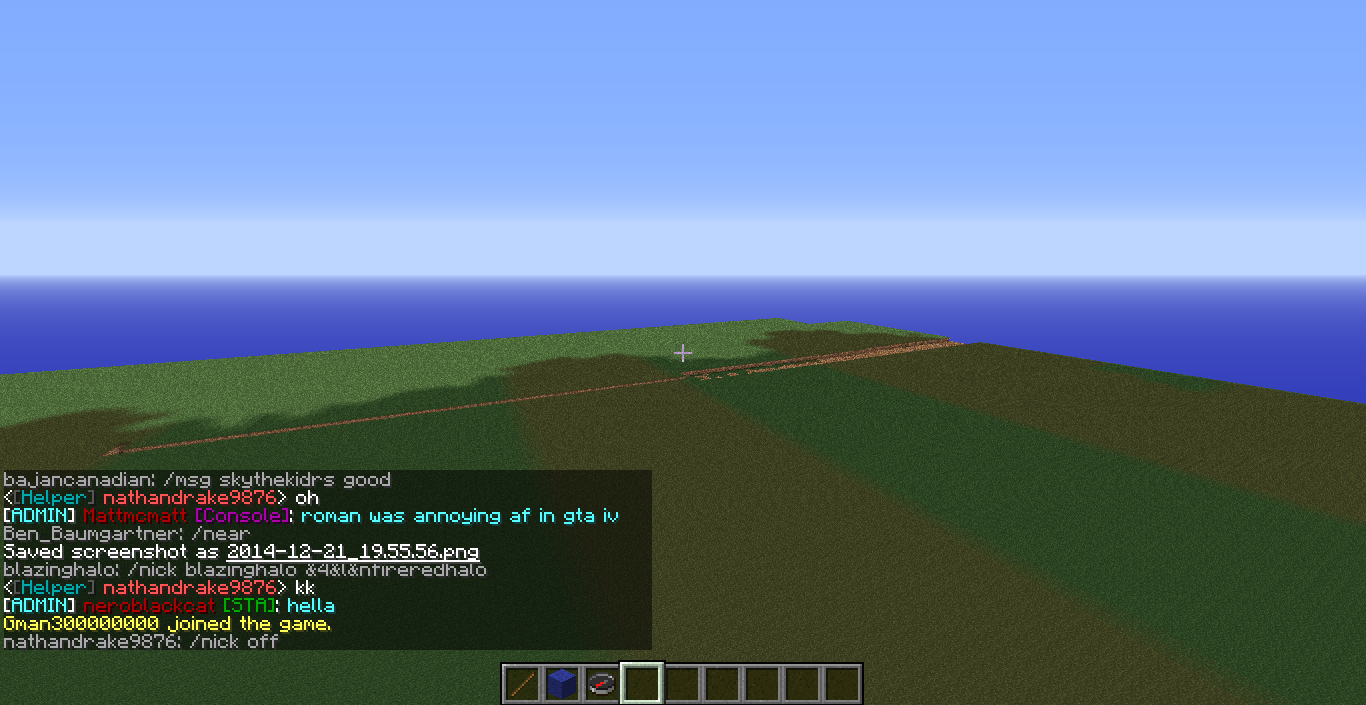 bajancanadian: /msg skythekidrs good
<[Helper] nathandrake9876> oh
[ADMIN] Mattmcmatt [Console]: roman was annoying af in gta iv
Ben_Baumgartner: /near
Saved screenshot as 2014-12-21_19.55.56.png
blazinghalo: /nick blazinghalo &4&l&nfireredhalo
<[Helper] nathandrake9876> kk
[ADMIN] neroblackcat [STA]: hella
Gman300000000 joined the game.
nathandrake9876: /nick off